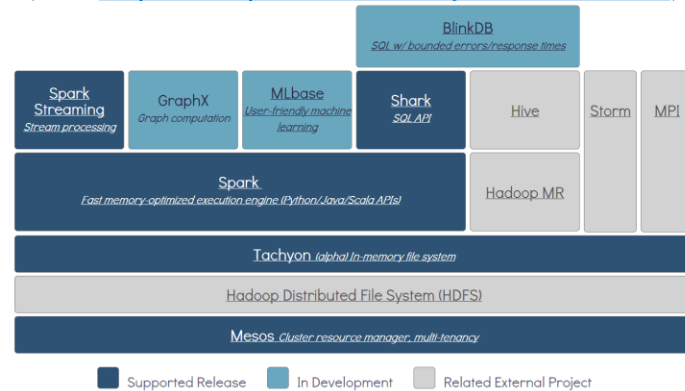 BlinkDB
SQL w/ bounded errors/response times
Spark
Streaming
Stream processing
GraphX
Graph computation
MLbase
User-friendly machine
learning
Shark
SQL API
Hive
Storm
MPI
Spark
Fast memory-optimized execution engine (Python/Java/Scala APIs)
Hadoop MR
Tachyon (alpha) In-memory file system
Hadoop Distributed File System (HDFS)
Mesos Cluster resource manager, multi-tenancy
Supported Release
In Development
Related External Project